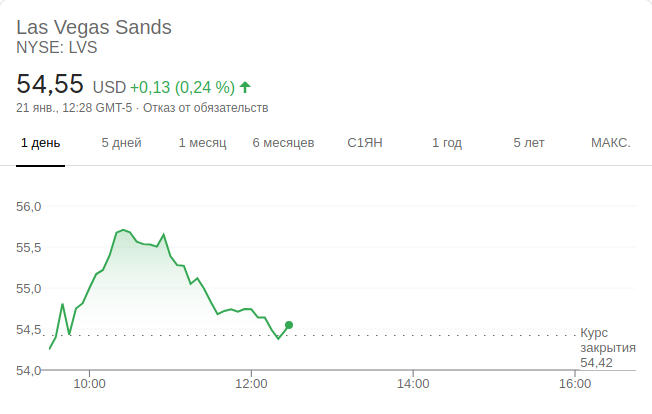 Las Vegas Sands
NYSE: LVS
54,55 USD +0,13 (0,24 %)
21 янв., 12:28 GMT-5 · Отказ от обязательств
1 день 5 дней 1 месяц 6 месяцев С1ЯН 1 год 5 лет МАКС.
56,0
55,5
55,0
54,5
54,0
Курс
закрытия
54,42
10:00 12:00 14:00 16:00